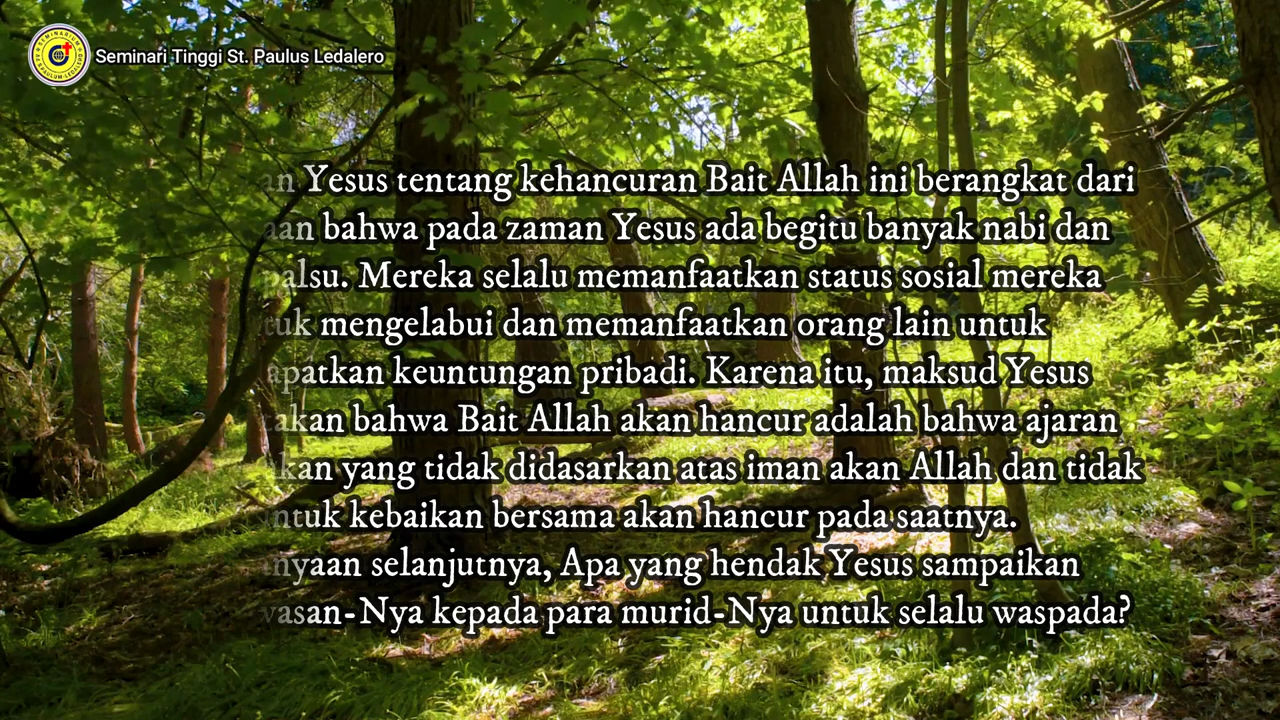 Seminari Tinggi St. Paulus Ledalero
Yesus tentang kehancuran Bait Allah ini berangkat dari
bahwa pada zaman Yesus ada begitu banyak nabi dan
palsu. Mereka selalu memanfaatkan status sosial mereka
mengelabui dan memanfaatkan orang lain untuk
keuntungan pribadi. Karena itu, maksud Yesus
bahwa Bait Allah akan hancur adalah bahwa ajaran
yang tidak didasarkan atas iman akan Allah dan tidak
kebaikan bersama akan hancur pada saatnya.
selanjutnya, Apa yang hendak Yesus sampaikan
kepada para murid-Nya untuk selalu waspada?